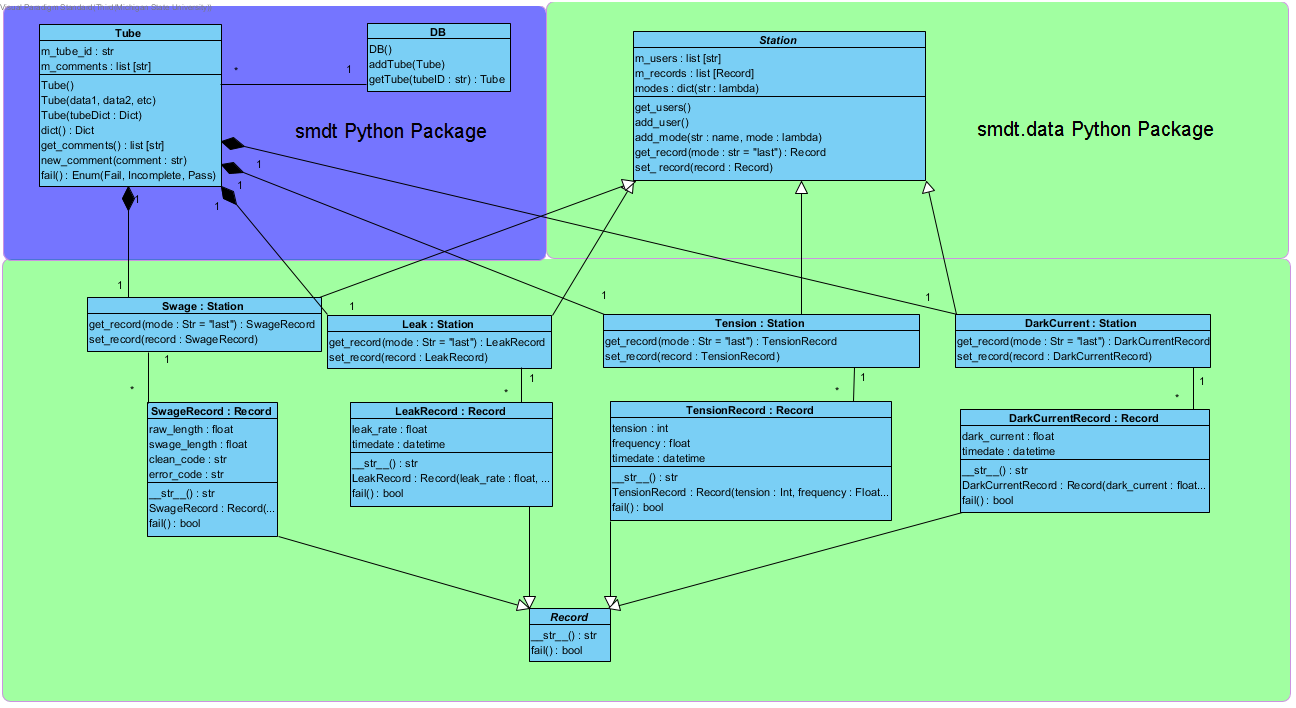 Visual Paradigm Standard(Thiel(Michigan State University))
Tube
m_tube_id : str
m_comments : list [str]
Tube()
Tube(data1, data2, etc)
Tube(tubeDict : Dict)
dict() : Dict
get_comments() : list [str]
new_comment(comment : str)
fail() : Enum(Fail, Incomplete, Pass)
*
1
DB
DB()
addTube(Tube)
getTube(tubeID : str) : Tube
smdt Python Package
Station
m_users : list [str]
m_records : list [Record]
modes : dict(str : lambda)
get_users()
add_user()
add_mode(str : name, mode : lambda)
get_record(mode : str = "last") : Record
set_ record(record : Record)
smdt.data Python Package
1
1
1
1
1
1
1
1
Swage : Station
get_record(mode : Str = "last") : SwageRecord
set_record(record : SwageRecord)
Leak : Station
get_record(mode : Str = "last") : LeakRecord
set_record(record : LeakRecord)
Tension : Station
get_record(mode : Str = "last") : TensionRecord
set_record(record : TensionRecord)
DarkCurrent : Station
get_record(mode : Str = "last") : DarkCurrentRecord
set_record(record : DarkCurrentRecord)
1
*
1
*
1
*
1
*
SwageRecord : Record
raw_length : float
swage_length : float
clean_code : str
error_code : str
__str__() : str
SwageRecord : Record(...
fail() : bool
LeakRecord : Record
leak_rate : float
timedate : datetime
__str__() : str
LeakRecord : Record(leak_rate : float, ...
fail() : bool
TensionRecord : Record
tension : int
frequency : float
timedate : datetime
__str__() : str
TensionRecord : Record(tension : Int, frequency : Float...
fail() : bool
DarkCurrentRecord : Record
dark_current : float
timedate : datetime
__str__() : str
DarkCurrentRecord : Record(dark_current : float...
fail() : bool
Record
__str__() : str
fail() : bool